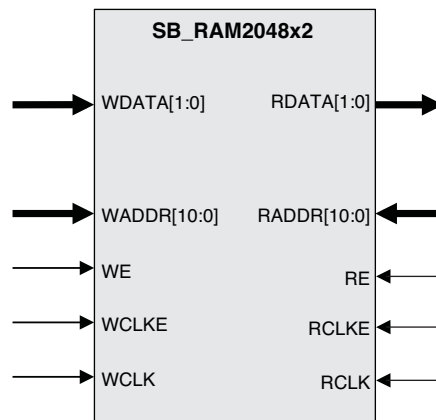 SB_RAM2048x2
WDATA[1:0] RDATA[1:0]
WADDR[10:0] RADDR[10:0]
WE RE
WCLKE RCLKE
WCLK RCLK